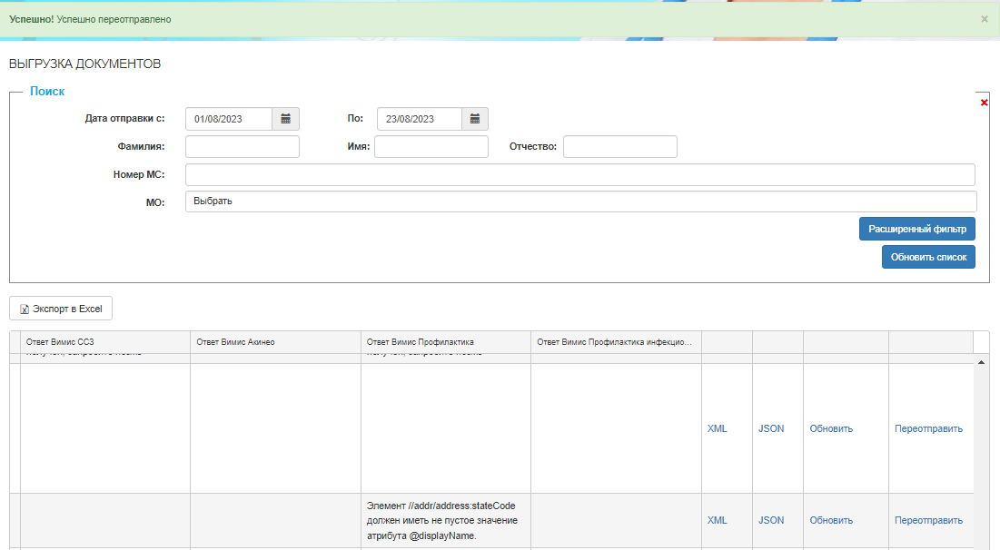 Успешно! Успешно переотправлено
×
ВЫГРУЗКА ДОКУМЕНТОВ
Поиск
Дата отправки с: 01/08/2023 По: 23/08/2023
Фамилия: Имя: Отчество:
Номер МС:
МО: Выбрать
Расширенный фильтр
Обновить список
Экспорт в Excel
Ответ Вимис ССЗ Ответ Вимис Акинео Ответ Вимис Профилактика Ответ Вимис Профилактика инфекцио...
XML JSON Обновить Переотправить
Элемент //addr/address:stateCode
должен иметь не пустое значение
атрибута @displayName.
XML JSON Обновить Переотправить